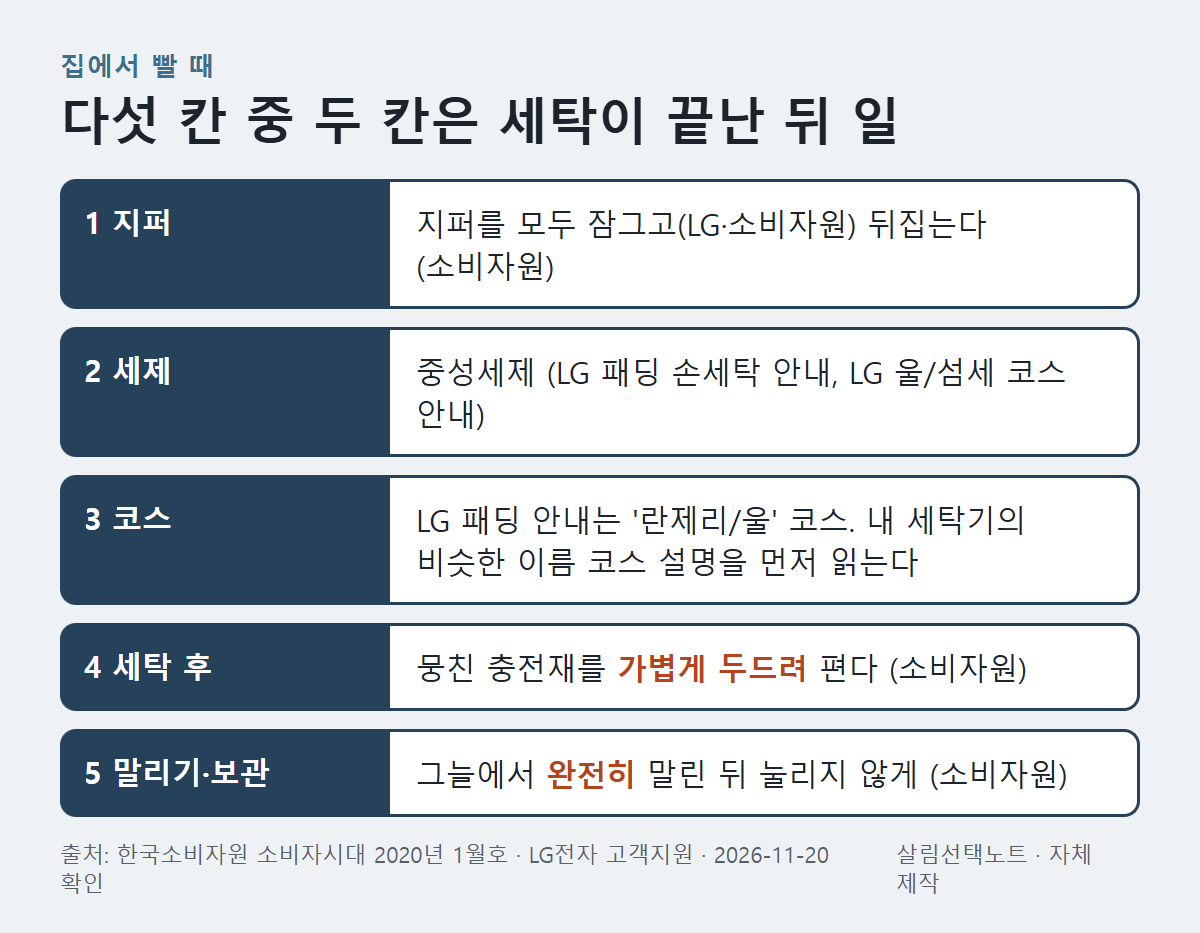 집에서 빨 때
다섯 칸 중 두 칸은 세탁이 끝난 뒤 일
1 지퍼
지퍼를 모두 잠그고(LG·소비자원) 뒤집는다
(소비자원)
2 세제
중성세제 (LG 패딩 손세탁 안내, LG 울/섬세 코스
안내)
3 코스
LG 패딩 안내는 '란제리/울' 코스. 내 세탁기의
비슷한 이름 코스 설명을 먼저 읽는다
4 세탁 후
뭉친 충전재를 가볍게 두드려 편다 (소비자원)
5 말리기·보관
그늘에서 완전히 말린 뒤 눌리지 않게 (소비자원)
출처: 한국소비자원 소비자시대 2020년 1월호 · LG전자 고객지원 · 2026-11-20
확인
살림선택노트 · 자체
제작